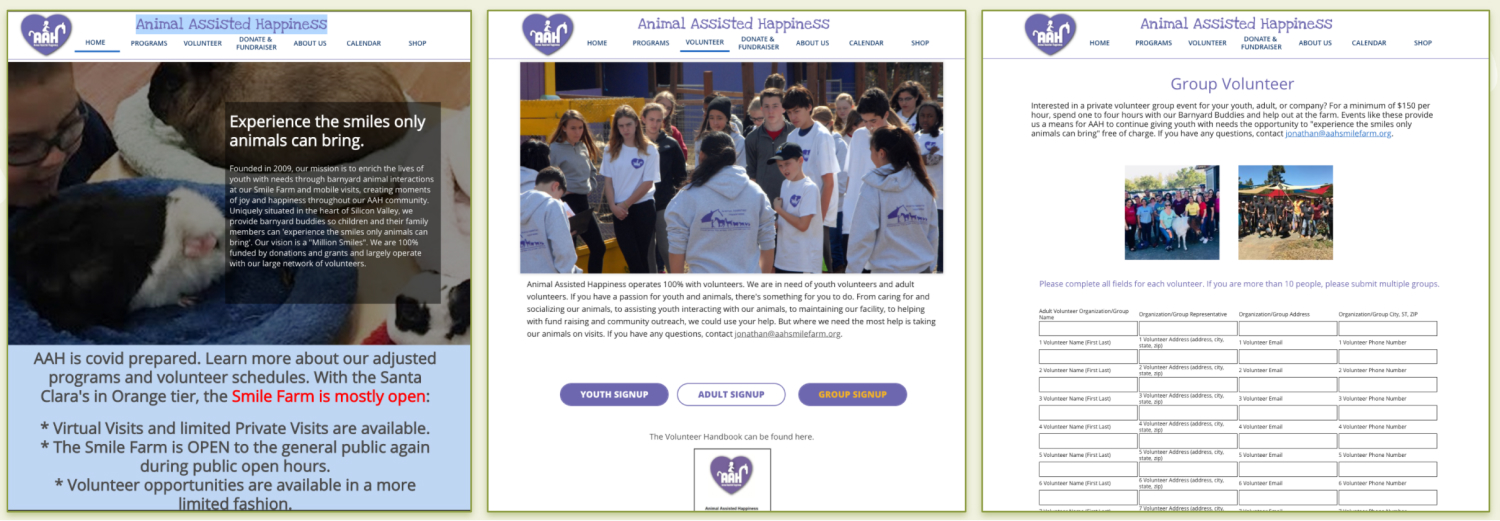 Animal Assisted Happiness
AAH
HOME
PROGRAMS
VOLUNTEER
DONATE &
FUNDRAISER
ABOUT US
CALENDAR
SHOP
Experience the smiles only
animals can bring.
Founded in 2009, our mission is to enrich the lives of
youth with needs through barnyard animal interactions
at our Smile Farm and mobile visits, creating moments
of joy and happiness throughout our AAH community.
Uniquely situated in the heart of Silicon Valley, we
provide barnyard buddies so children and their family
members can 'experience the smiles only animals can
bring'. Our vision is a "Million Smiles". We are 100%
funded by donations and grants and largely operate
with our large network of volunteers.
AAH is covid prepared. Learn more about our adjusted
programs and volunteer schedules. With the Santa
Clara's in Orange tier, the Smile Farm is mostly open:
* Virtual Visits and limited Private Visits are available.
* The Smile Farm is OPEN to the general public again
during public open hours.
* Volunteer opportunities are available in a more
limited fashion.
Animal Assisted Happiness
AAH
HOME
PROGRAMS
VOLUNTEER
DONATE &
FUNDRAISER
ABOUT US
CALENDAR
SHOP
Animal Assisted Happiness operates 100% with volunteers. We are in need of youth volunteers and adult
volunteers. If you have a passion for youth and animals, there's something for you to do. From caring for and
socializing our animals, to assisting youth interacting with our animals, to maintaining our facility, to helping
with fund raising and community outreach, we could use your help. But where we need the most help is taking
our animals on visits. If you have any questions, contact jonathan@aahsmilefarm.org.
YOUTH SIGNUP
ADULT SIGNUP
GROUP SIGNUP
The Volunteer Handbook can be found here.
AAH
Animal Assisted Happiness
Animal Assisted Happiness
AAH
HOME
PROGRAMS
VOLUNTEER
DONATE &
FUNDRAISER
ABOUT US
CALENDAR
SHOP
Group Volunteer
Interested in a private volunteer group event for your youth, adult, or company? For a minimum of $150 per
hour, spend one to four hours with our Barnyard Buddies and help out at the farm. Events like these provide
us a means for AAH to continue giving youth with needs the opportunity to "experience the smiles only
animals can bring" free of charge. If you have any questions, contact jonathan@aahsmilefarm.org.
Please complete all fields for each volunteer. If you are more than 10 people, please submit multiple groups.
Adult Volunteer Organization/Group
Name
Organization/Group Representative
Organization/Group Address
Organization/Group City, ST, ZIP
1 Volunteer Name (First Last)
1 Volunteer Address (address, city,
state, zip)
1 Volunteer Email
1 Volunteer Phone Number
2 Volunteer Name (First Last)
2 Volunteer Address (address, city,
state, zip)
2 Volunteer Email
2 Volunteer Phone Number
3 Volunteer Name (First Last)
3 Volunteer Address (address, city,
state, zip)
3 Volunteer Email
3 Volunteer Phone Number
4 Volunteer Name (First Last)
4 Volunteer Address (address, city,
state, zip)
4 Volunteer Email
4 Volunteer Phone Number
5 Volunteer Name (First Last)
5 Volunteer Address (address, city,
state, zip)
5 Volunteer Email
5 Volunteer Phone Number
6 Volunteer Name (First Last)
6 Volunteer Address (address, city,
state, zip)
6 Volunteer Email
6 Volunteer Phone Number
7 Volunteer Address (address, city,